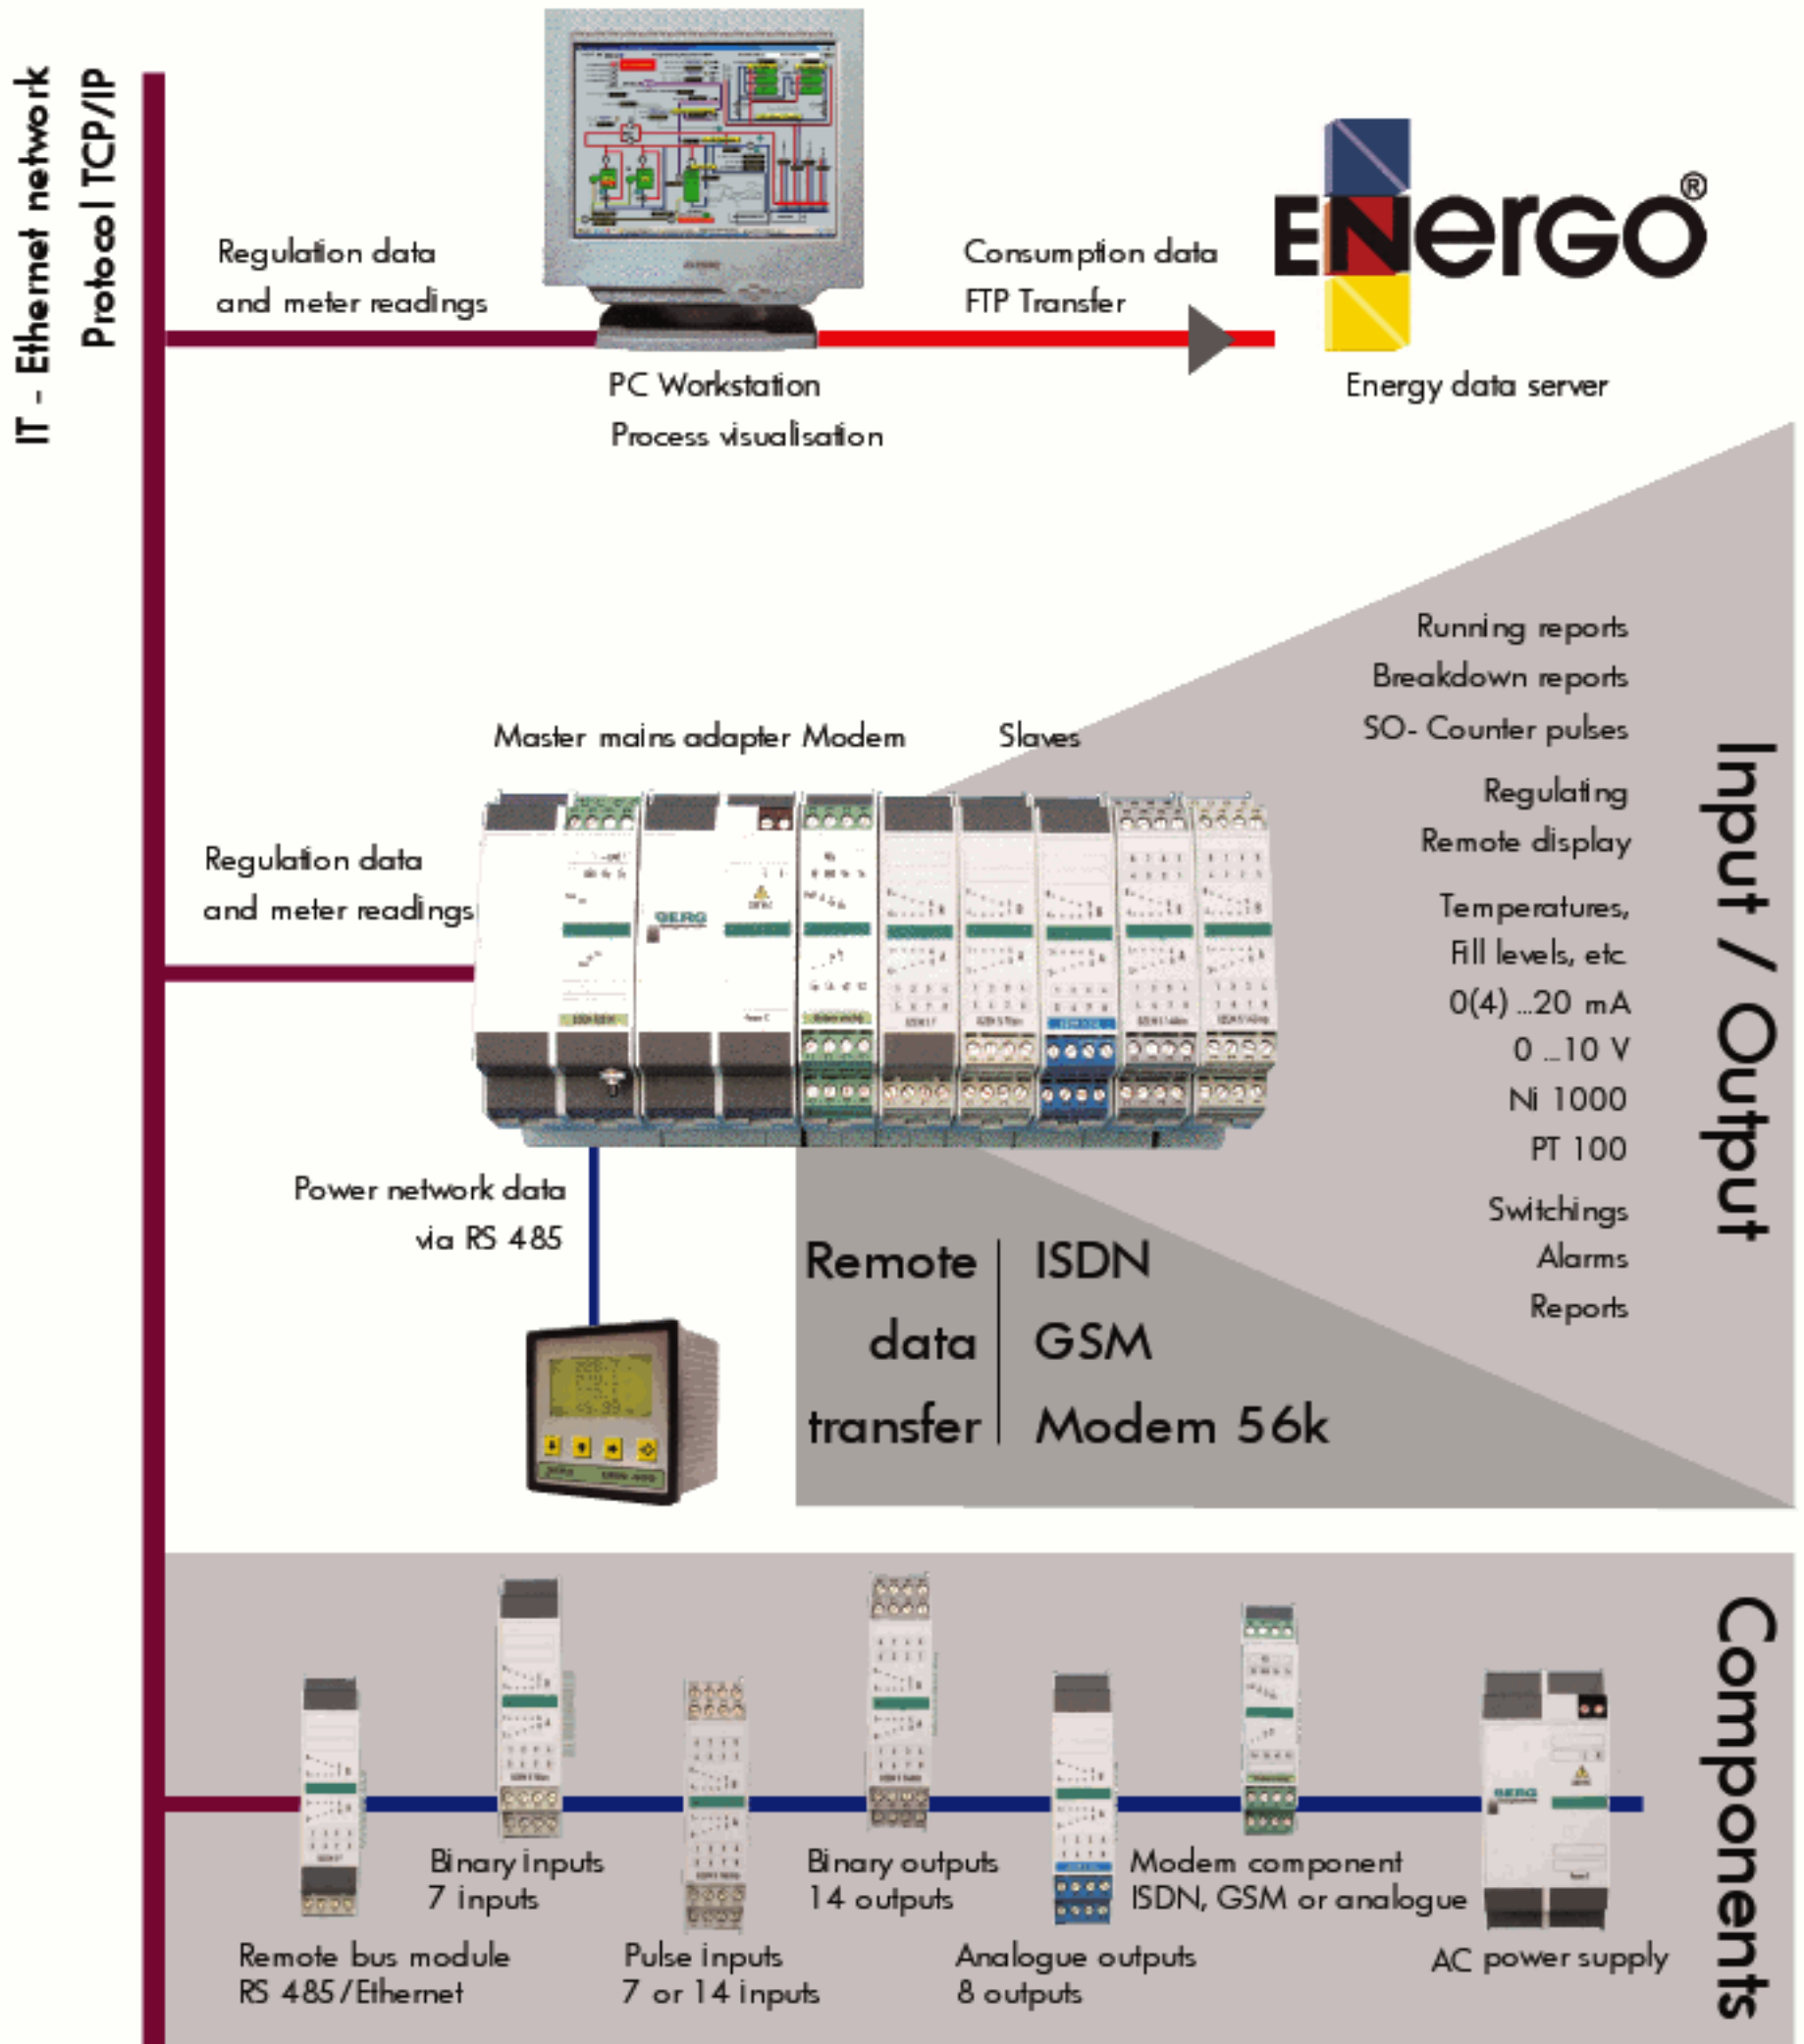 IT - Ethernet network
Protocol TCP/IP
Regulation data
and meter readings
Consumption data
FTP Transfer
ENerGO®
PC Workstation
Process visualisation
Energy data server
Running reports
Breakdown reports
SO- Counter pulses
Regulating
Remote display
Temperatures,
Fill levels, etc
0(4) ...20 mA
0 ...10 V
Ni 1000
PT 100
Switchings
Alarms
Reports
Input / Output
Master mains adapter Modem Slaves
Regulation data
and meter readings
BERG
Power network data
via RS 485
Remote ISDN
data GSM
transfer Modem 56k
Components
Binary inputs
7 inputs
Binary outputs
14 outputs
Modem component
ISDN, GSM or analogue
BERG
Remote bus module
RS 485/Ethernet
Pulse inputs
7 or 14 inputs
Analogue outputs
8 outputs
AC power supply